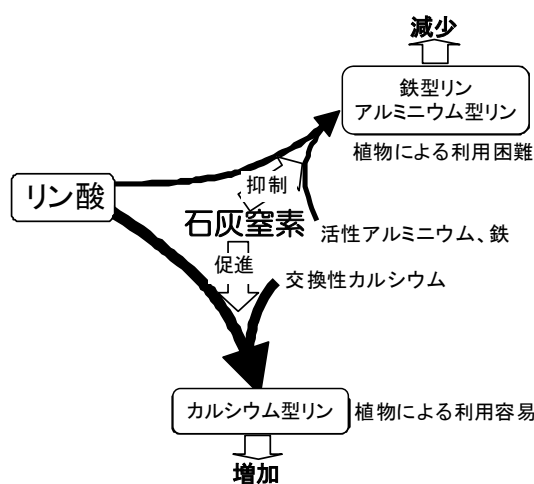 減少
鉄型リン
アルミニウム型リン
植物による利用困難
リン酸
抑制
石灰窒素
活性アルミニウム、鉄
促進
交換性カルシウム
カルシウム型リン
植物による利用容易
増加